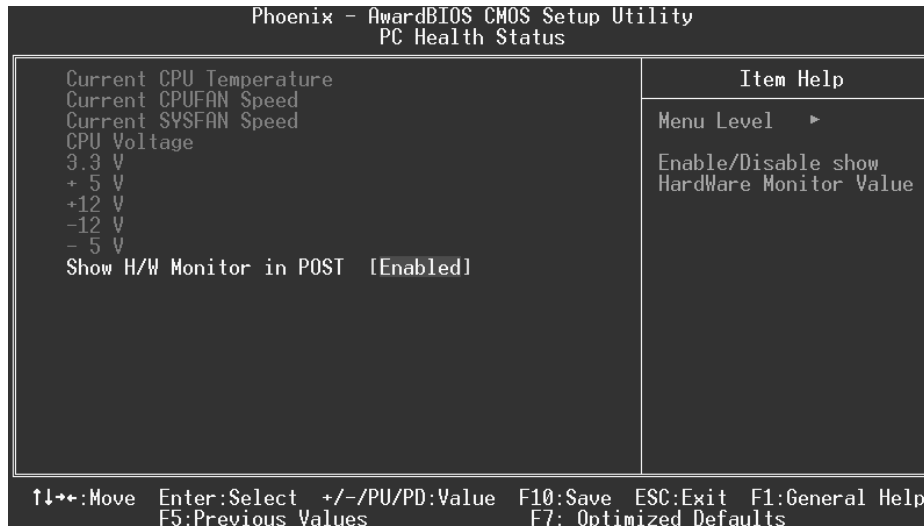 Phoenix - AwardBIOS CMOS Setup Utility
PC Health Status
Current CPU Temperature
Current CPUFAN Speed
Current SYSFAN Speed
CPU Voltage
3.3 V
+ 5 V
+12 V
-12 V
- 5 V
Show H/W Monitor in POST [Enabled]
Item Help
Menu Level ►
Enable/Disable show
HardWare Monitor Value
↑↓→←:Move Enter:Select +/-/PU/PD:Value F10:Save ESC:Exit F1:General Help
F5:Previous Values F7: Optimized Defaults